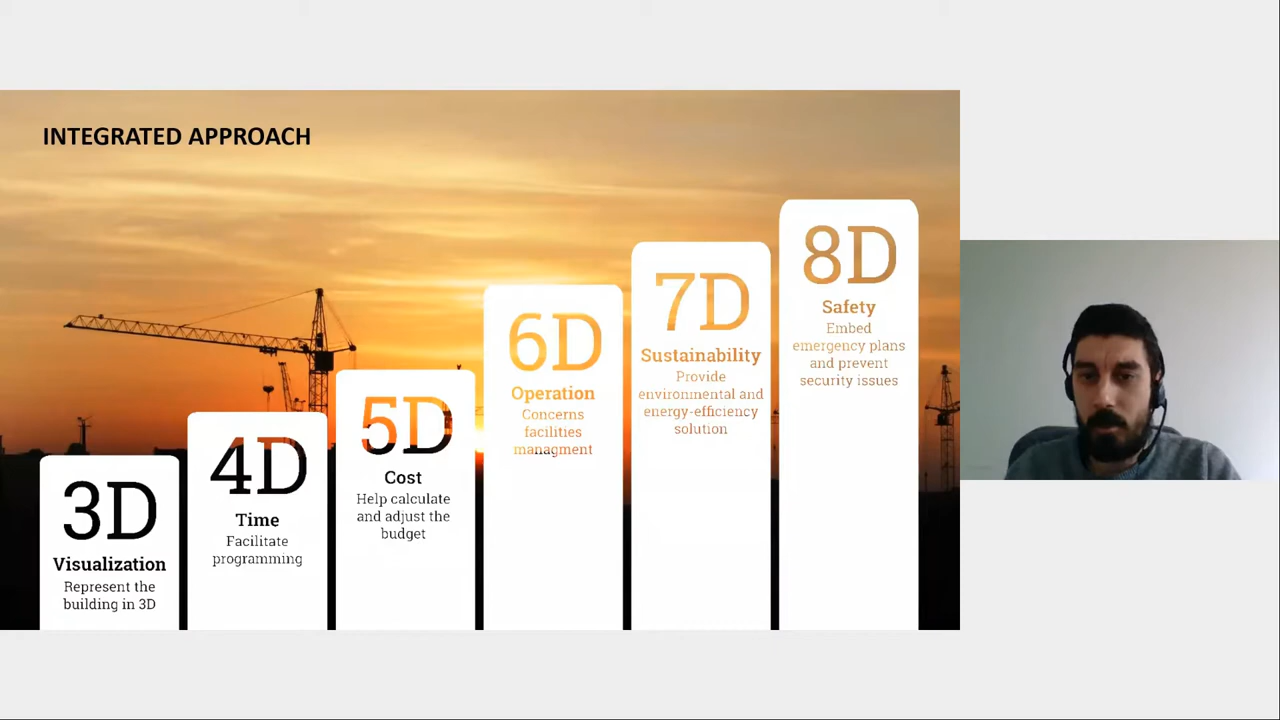 INTEGRATED APPROACH
3D
Visualization
Represent the
building in 3D
4D
Time
Facilitate
programming
5D
Cost
Help calculate
and adjust the
budget
6D
Operation
Concerns
facilities
managment
7D
Sustainability
Provide
environmental and
energy-efficiency
solution
8D
Safety
Embed
emergency plans
and prevent
security issues